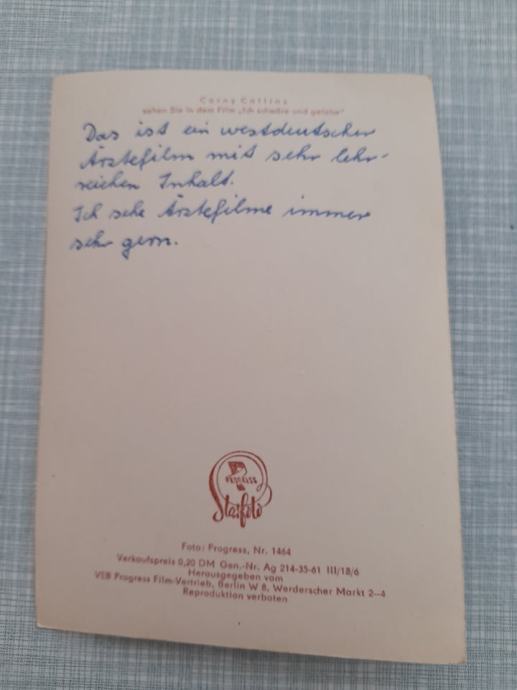 Corny Collins
sehen Sie in dem Film „Ich schwöre und gelobe"
Das ist ein westdeutscher
Ärztefilm mit sehr lehr-
reichen Inhalt.
Ich sehe Ärztefilme immer
sehr gern.
PROGRESS
Starfoto
Foto: Progress, Nr. 1464
Verkaufspreis 0,20 DM Gen.-Nr. Ag 214-35-61 III/18/6
Herausgegeben vom
VEB Progress Film-Vertrieb, Berlin W 8, Werderscher Markt 2—4
Reproduktion verboten